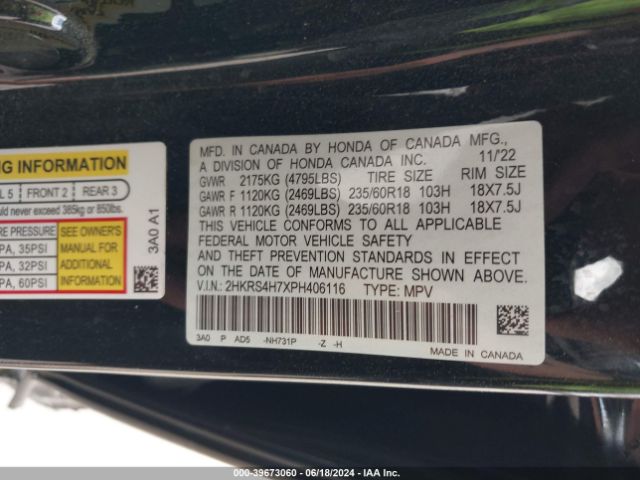 NG INFORMATION
L 5 FRONT 2 REAR 3
uld never exceed 385kg or 850lbs.
E PRESSURE SEE OWNER'S
PA, 35PSI MANUAL FOR
PA, 32PSI ADDITIONAL
PA, 60PSI INFORMATION
3A0 A1
MFD. IN CANADA BY HONDA OF CANADA MFG.,
A DIVISION OF HONDA CANADA INC. 11/22
GVWR 2175KG (4795LBS) TIRE SIZE RIM SIZE
GAWR F 1120KG (2469LBS) 235/60R18 103H 18X7.5J
GAWR R 1120KG (2469LBS) 235/60R18 103H 18X7.5J
THIS VEHICLE CONFORMS TO ALL APPLICABLE
FEDERAL MOTOR VEHICLE SAFETY
AND THEFT PREVENTION STANDARDS IN EFFECT
ON THE DATE OF MANUFACTURE SHOWN ABOVE.
V.I.N.: 2HKRS4H7XPH406116 TYPE: MPV
3A0 P AD5 -NH731P -Z -H
MADE IN CANADA
000-39673060 - 06/18/2024 - IAA Inc.